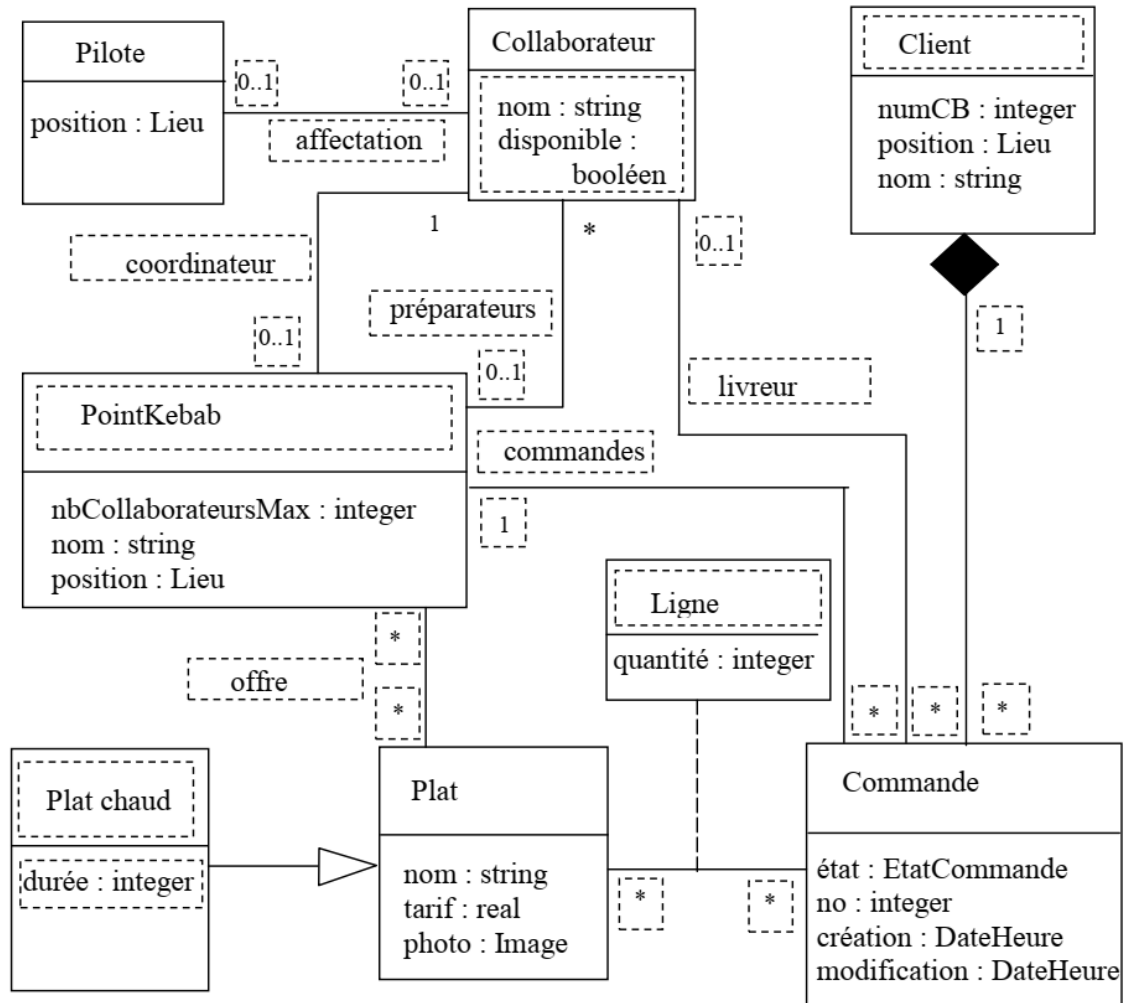 Pilote
position : Lieu
0..1
0..1
affectation
Collaborateur
nom : string
disponible :
booléen
Client
numCB : integer
position : Lieu
nom : string
1
*
0..1
1
coordinateur
préparateurs
0..1
0..1
livreur
PointKebab
nbCollaborateursMax : integer
nom : string
position : Lieu
commandes
1
Ligne
quantité : integer
*
offre
*
*
*
*
Plat chaud
durée : integer
Plat
nom : string
tarif : real
photo : Image
*
*
Commande
état : EtatCommande
no : integer
création : DateHeure
modification : DateHeure